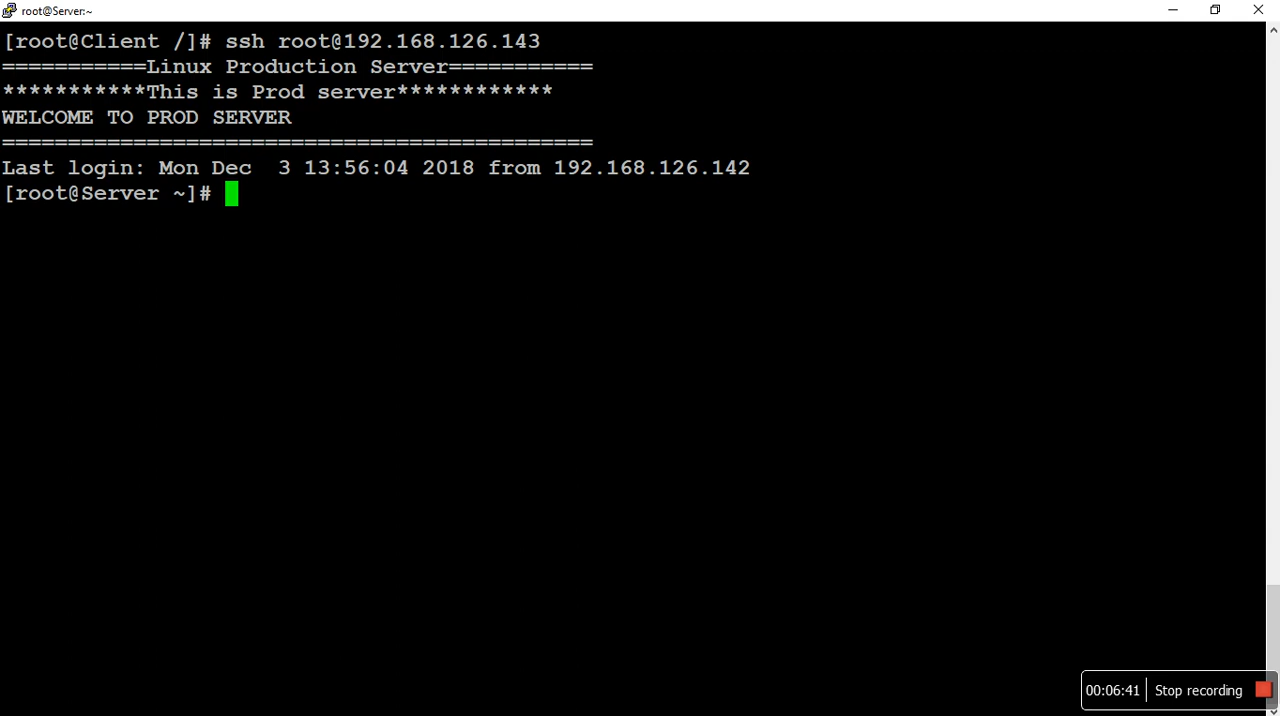 root@Server:~
[root@Client /]# ssh root@192.168.126.143
===========Linux Production Server===========
***********This is Prod server************
WELCOME TO PROD SERVER
=============================================
Last login: Mon Dec  3 13:56:04 2018 from 192.168.126.142
[root@Server ~]#
00:06:41 Stop recording